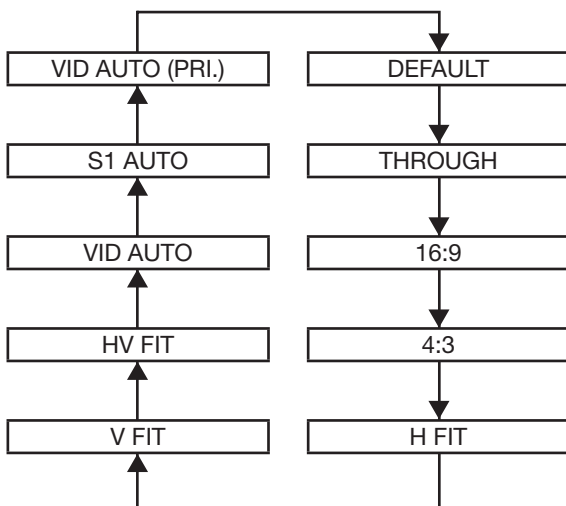 VID AUTO (PRI.)
DEFAULT
S1 AUTO
THROUGH
VID AUTO
16:9
HV FIT
4:3
V FIT
H FIT